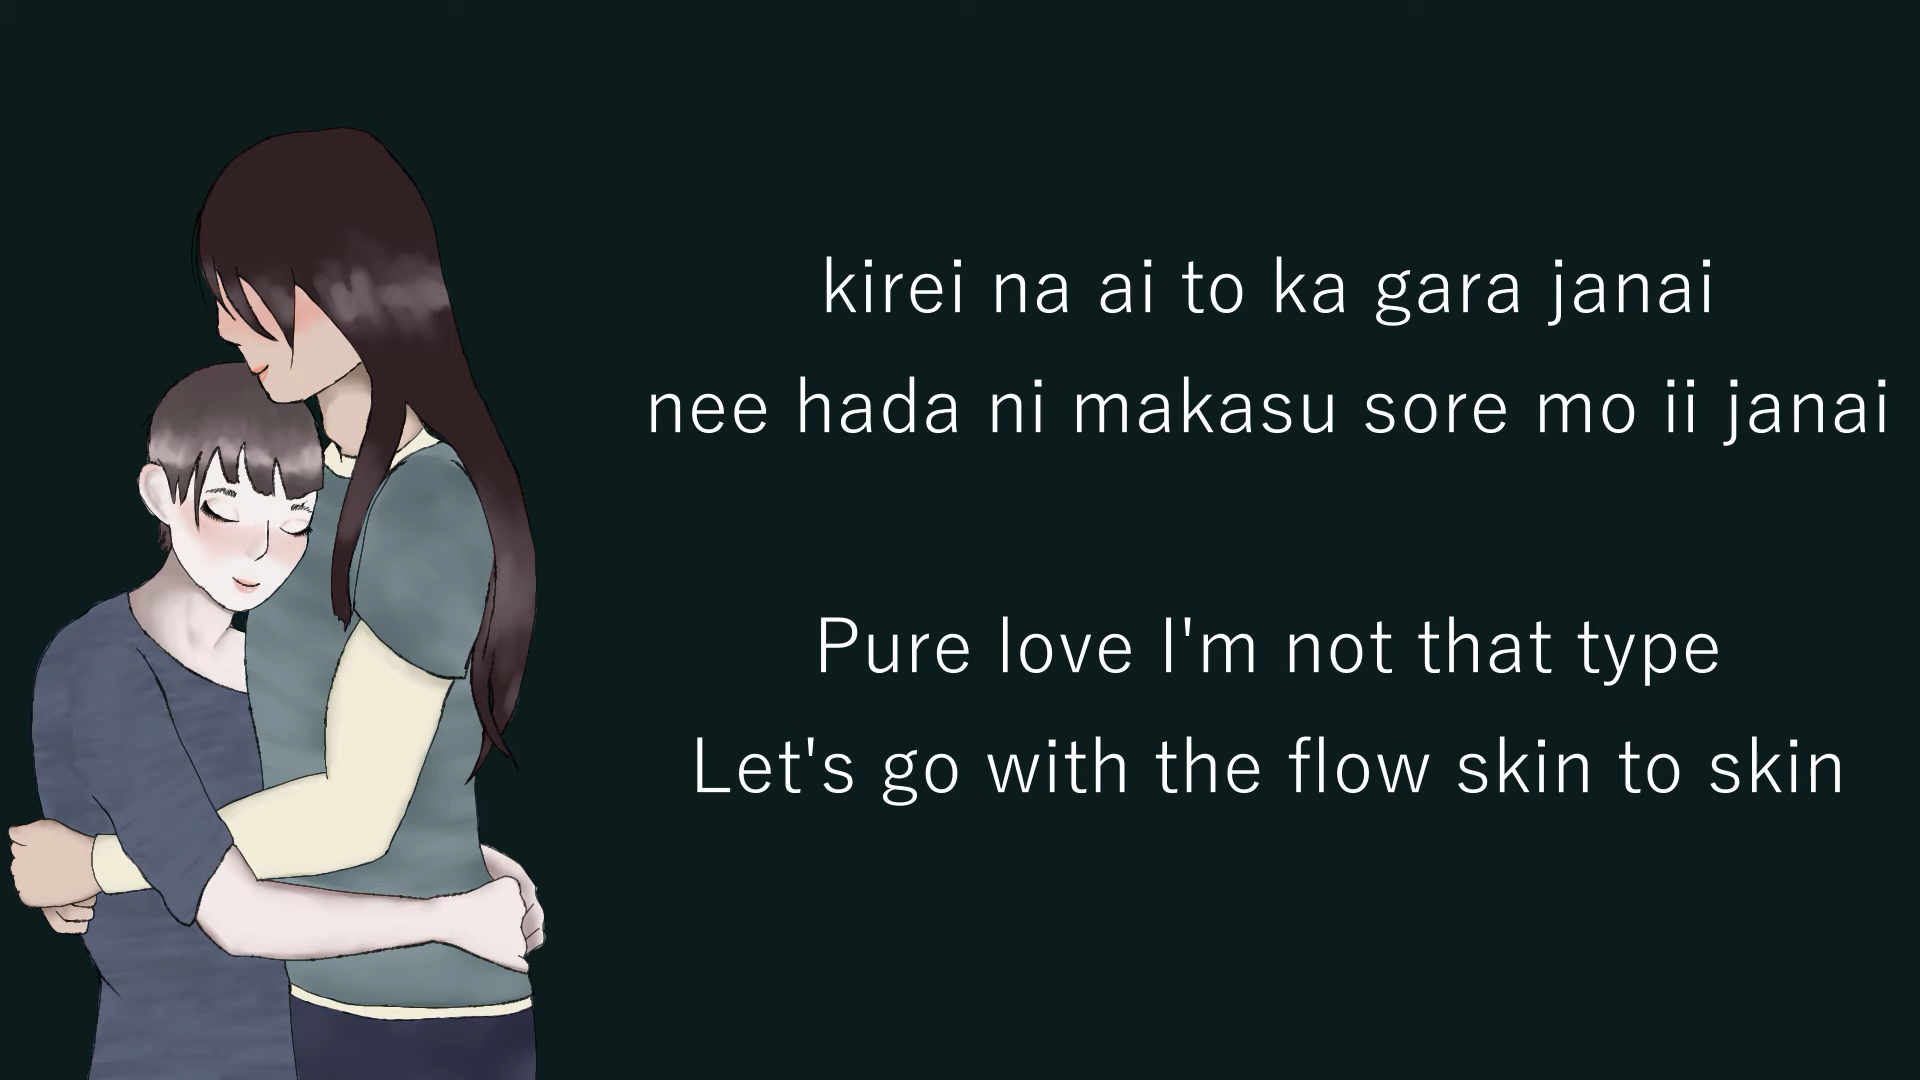 kirei na ai to ka gara janai
nee hada ni makasu sore mo ii janai
Pure love I'm not that type
Let's go with the flow skin to skin